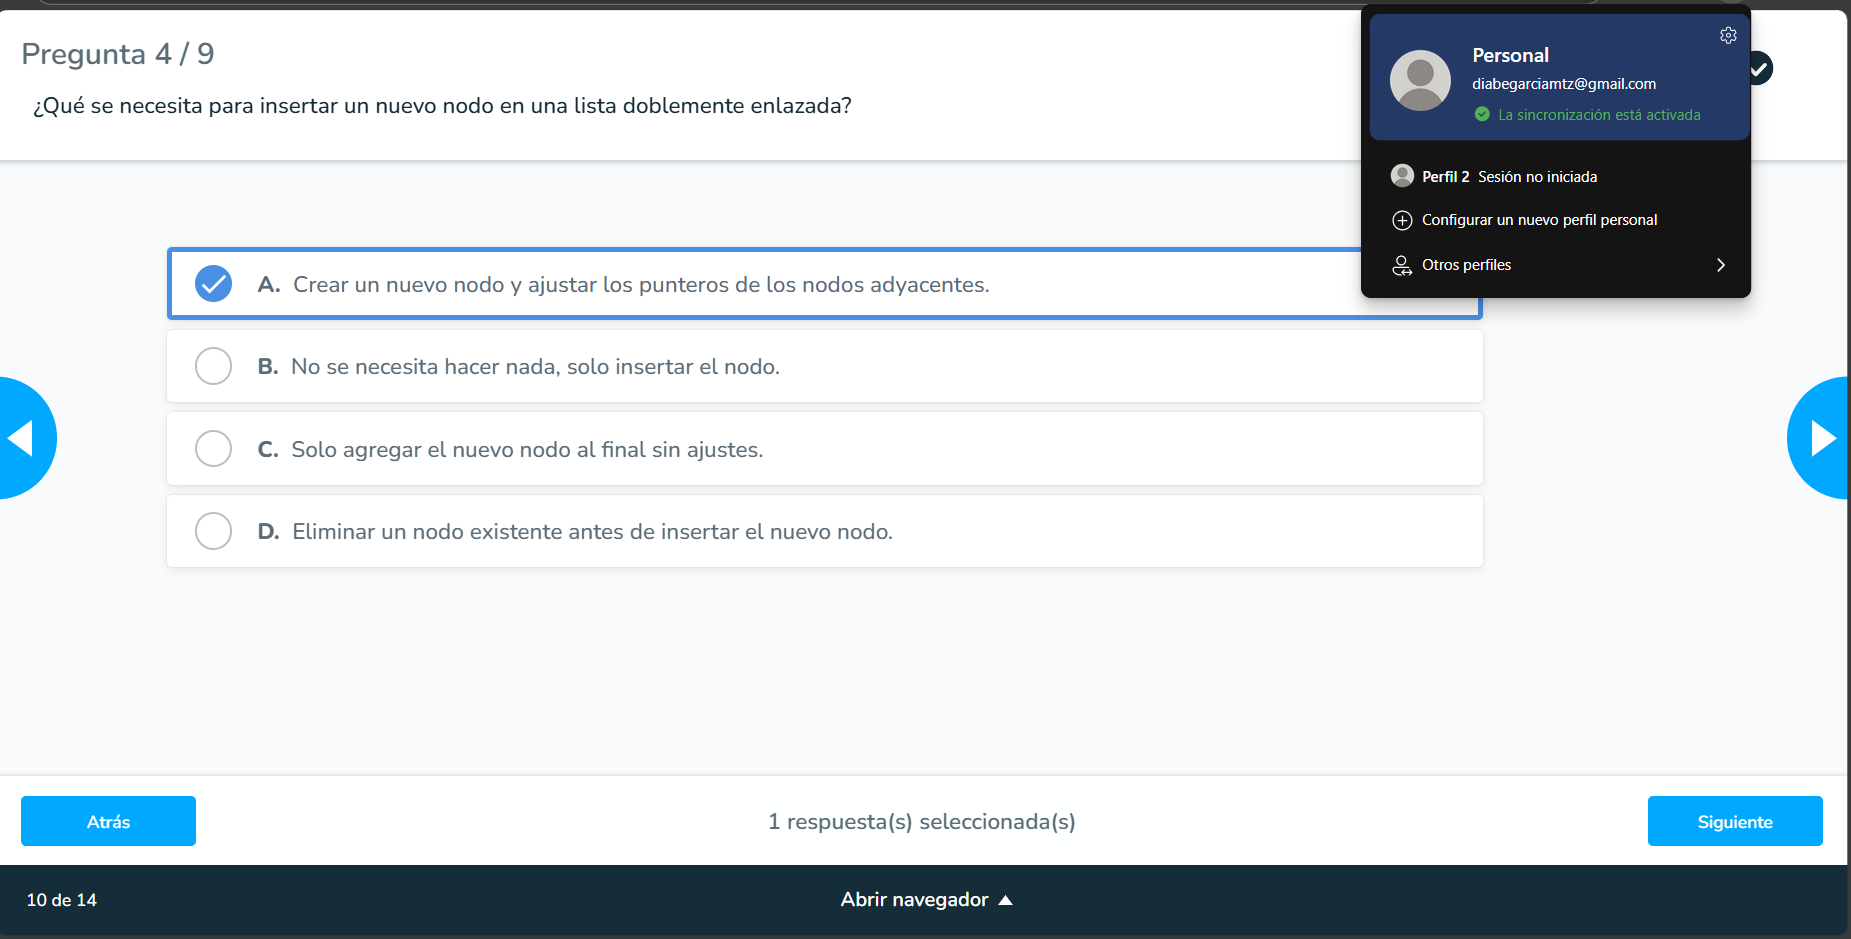 Pregunta 4 / 9
¿Qué se necesita para insertar un nuevo nodo en una lista doblemente enlazada?
Personal
diabegarciamtz@gmail.com
La sincronización está activada
Perfil 2 Sesión no iniciada
Configurar un nuevo perfil personal
Otros perfiles
A. Crear un nuevo nodo y ajustar los punteros de los nodos adyacentes.
B. No se necesita hacer nada, solo insertar el nodo.
C. Solo agregar el nuevo nodo al final sin ajustes.
D. Eliminar un nodo existente antes de insertar el nuevo nodo.
Atrás
1 respuesta(s) seleccionada(s)
Siguiente
10 de 14
Abrir navegador